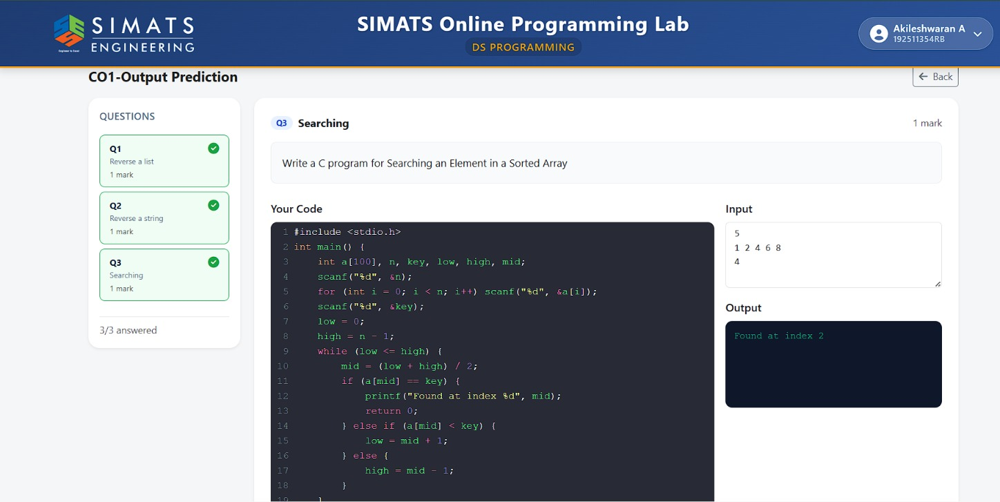 SIMATS
ENGINEERING
Engineer to Excel
SIMATS Online Programming Lab
DS PROGRAMMING
Akileshwaran A
192511354RB
CO1-Output Prediction
← Back
QUESTIONS
Q1
Reverse a list
1 mark
Q2
Reverse a string
1 mark
Q3
Searching
1 mark
3/3 answered
Q3 Searching 1 mark
Write a C program for Searching an Element in a Sorted Array
Your Code
1 #include <stdio.h>
2 int main() {
3     int a[100], n, key, low, high, mid;
4     scanf("%d", &n);
5     for (int i = 0; i < n; i++) scanf("%d", &a[i]);
6     scanf("%d", &key);
7     low = 0;
8     high = n - 1;
9     while (low <= high) {
10         mid = (low + high) / 2;
11         if (a[mid] == key) {
12             printf("Found at index %d", mid);
13             return 0;
14         } else if (a[mid] < key) {
15             low = mid + 1;
16         } else {
17             high = mid - 1;
18         }
19     }
Input
5
1 2 4 6 8
4
Output
Found at index 2